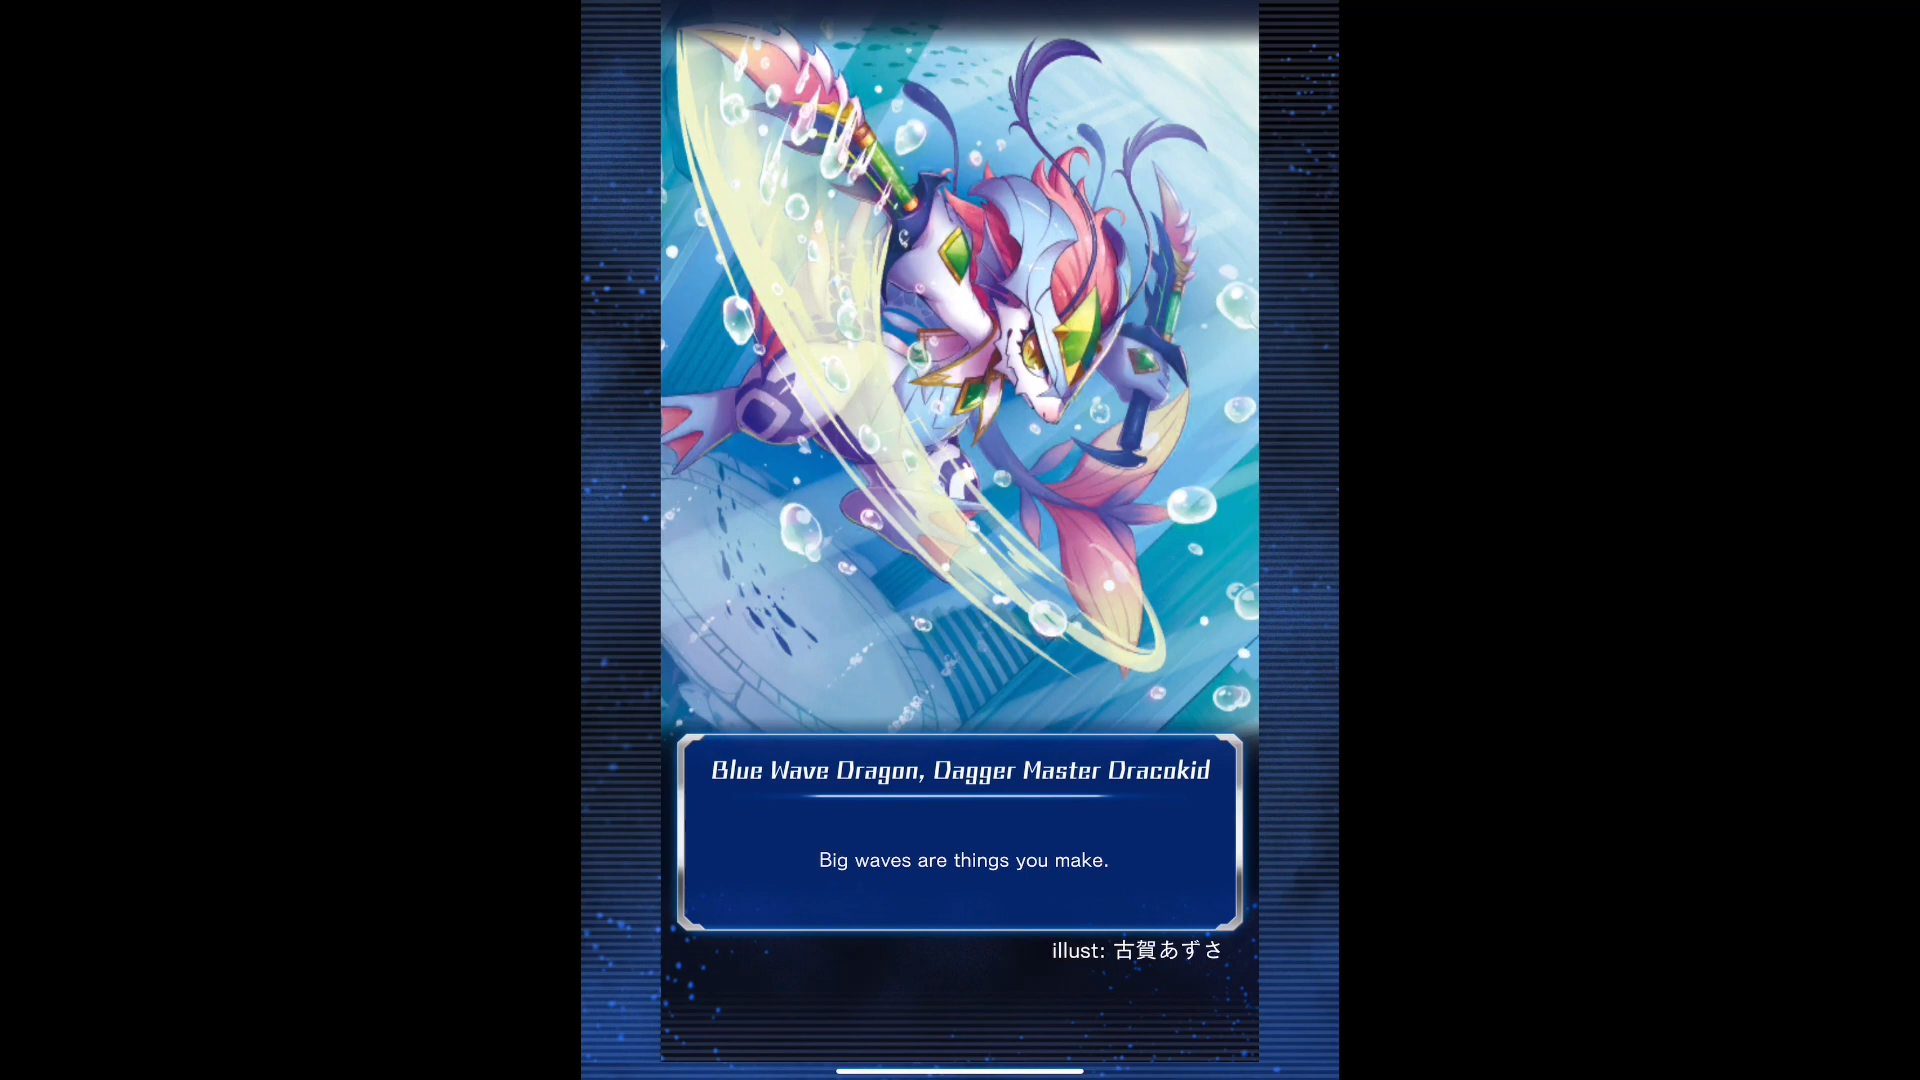 Blue Wave Dragon, Dagger Master Dracokid
Big waves are things you make.
illust: 古賀あずさ